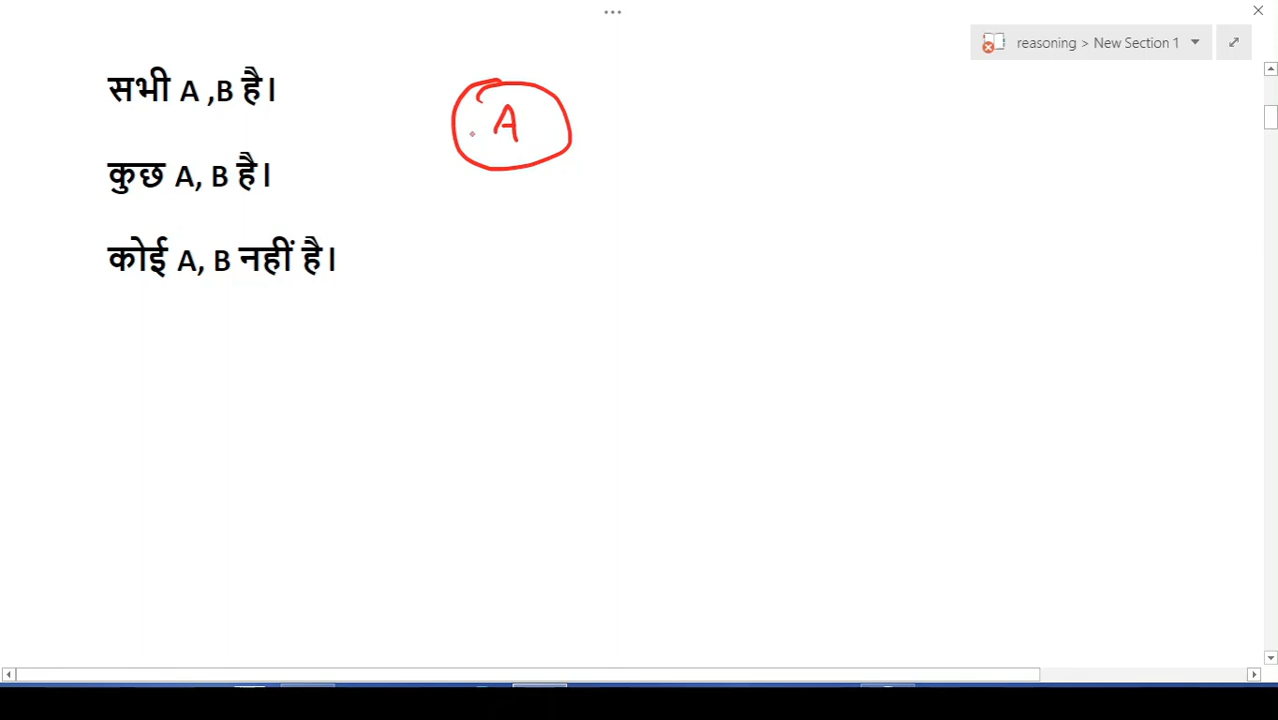 reasoning > New Section 1
सभी A ,B है।
A
कुछ A, B है।
कोई A, B नहीं है।